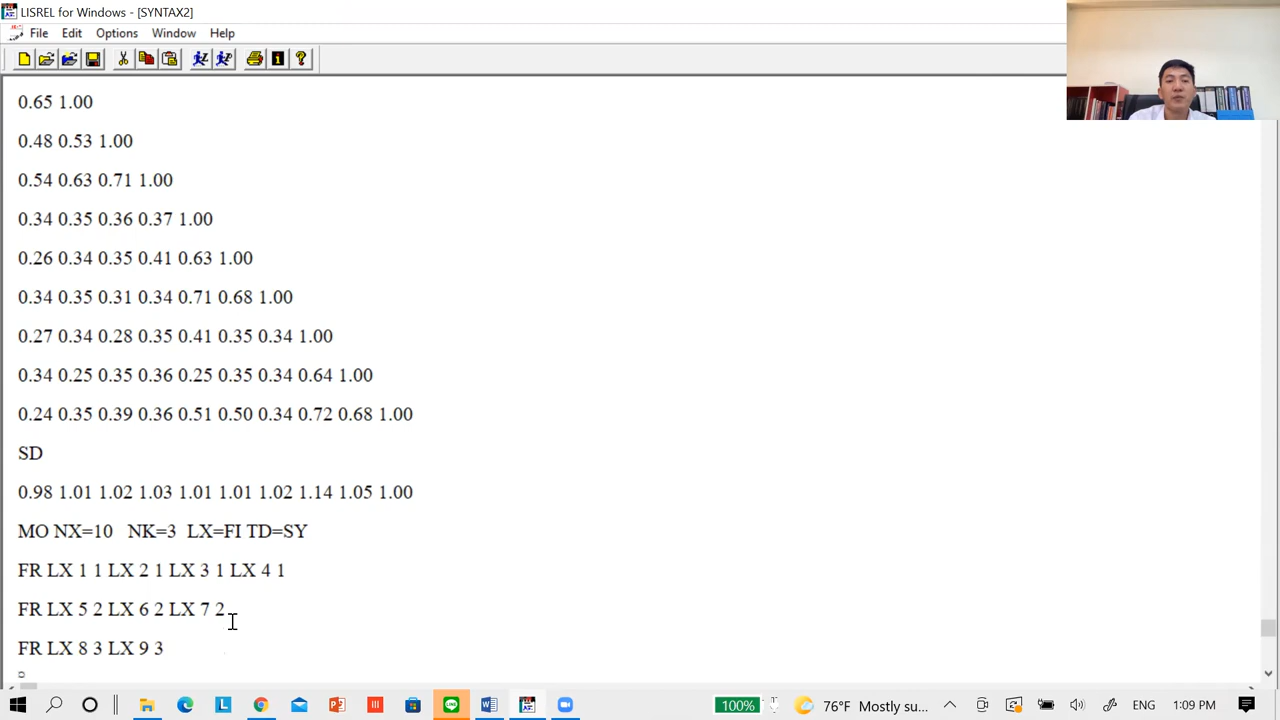 LISREL for Windows - [SYNTAX2]
File Edit Options Window Help
0.65 1.00
0.48 0.53 1.00
0.54 0.63 0.71 1.00
0.34 0.35 0.36 0.37 1.00
0.26 0.34 0.35 0.41 0.63 1.00
0.34 0.35 0.31 0.34 0.71 0.68 1.00
0.27 0.34 0.28 0.35 0.41 0.35 0.34 1.00
0.34 0.25 0.35 0.36 0.25 0.35 0.34 0.64 1.00
0.24 0.35 0.39 0.36 0.51 0.50 0.34 0.72 0.68 1.00
SD
0.98 1.01 1.02 1.03 1.01 1.01 1.02 1.14 1.05 1.00
MO NX=10 NK=3 LX=FI TD=SY
FR LX 1 1 LX 2 1 LX 3 1 LX 4 1
FR LX 5 2 LX 6 2 LX 7 2
FR LX 8 3 LX 9 3
100% 76°F Mostly su... ENG 1:09 PM